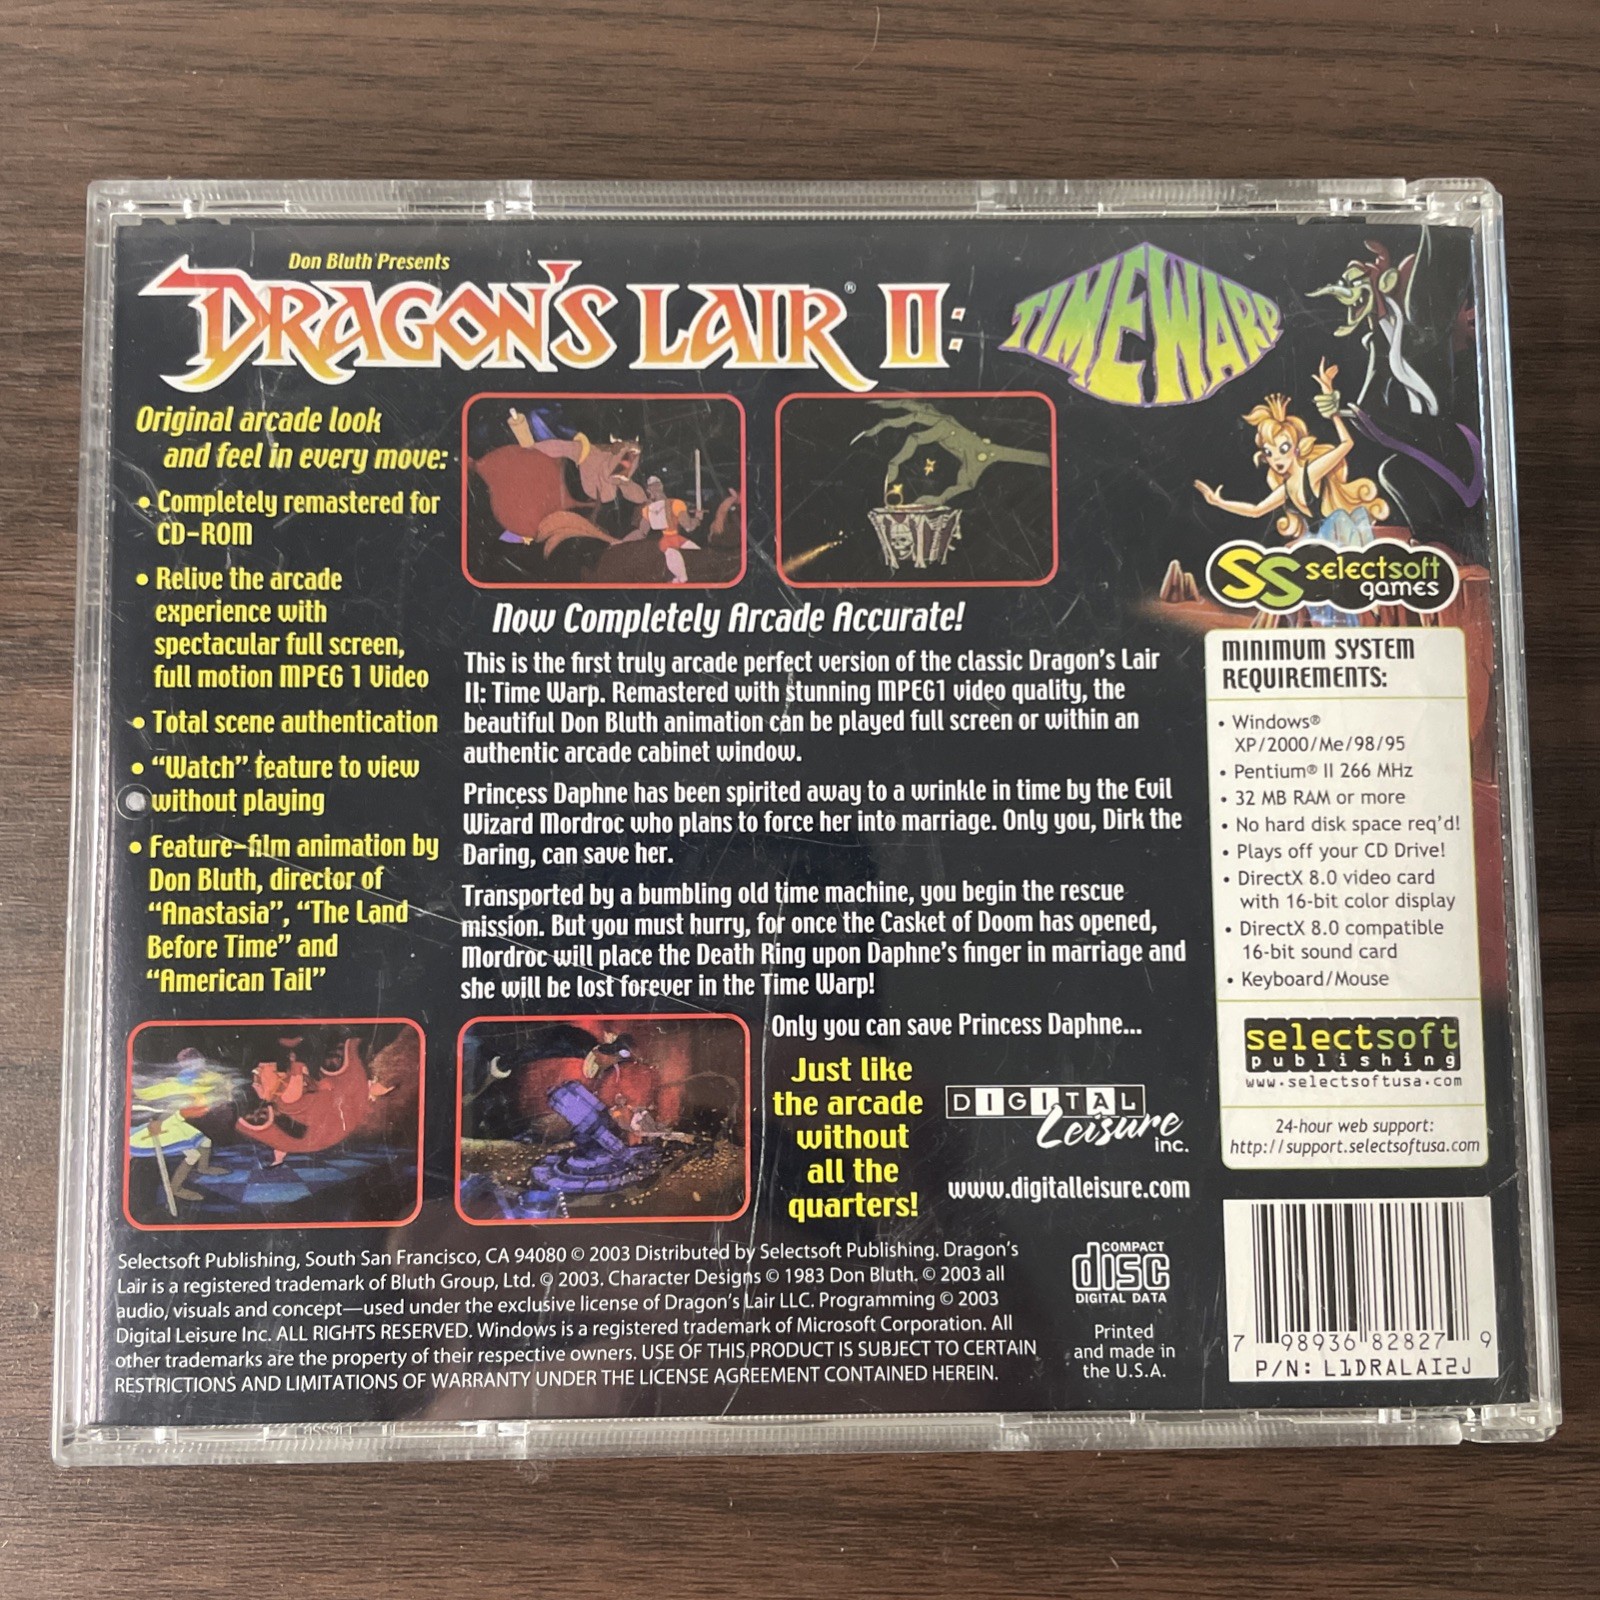 Don Bluth Presents
DRAGON'S LAIR® II:
TIMEWARP
Original arcade look
and feel in every move:
• Completely remastered for
CD-ROM
• Relive the arcade
experience with
spectacular full screen,
full motion MPEG 1 Video
• Total scene authentication
• "Watch" feature to view
without playing
• Feature-film animation by
Don Bluth, director of
"Anastasia", "The Land
Before Time" and
"American Tail"
Now Completely Arcade Accurate!
This is the first truly arcade perfect version of the classic Dragon's Lair
II: Time Warp. Remastered with stunning MPEG1 video quality, the
beautiful Don Bluth animation can be played full screen or within an
authentic arcade cabinet window.
Princess Daphne has been spirited away to a wrinkle in time by the Evil
Wizard Mordroc who plans to force her into marriage. Only you, Dirk the
Daring, can save her.
Transported by a bumbling old time machine, you begin the rescue
mission. But you must hurry, for once the Casket of Doom has opened,
Mordroc will place the Death Ring upon Daphne's finger in marriage and
she will be lost forever in the Time Warp!
Only you can save Princess Daphne...
Just like
the arcade
without
all the
quarters!
DIGITAL
Leisure
inc.
www.digitalleisure.com
SS selectsoft
games
MINIMUM SYSTEM
REQUIREMENTS:
• Windows®
XP/2000/Me/98/95
• Pentium® II 266 MHz
• 32 MB RAM or more
• No hard disk space req'd!
• Plays off your CD Drive!
• DirectX 8.0 video card
with 16-bit color display
• DirectX 8.0 compatible
16-bit sound card
• Keyboard/Mouse
selectsoft
publishing
www.selectsoftusa.com
24-hour web support:
http://support.selectsoftusa.com
Selectsoft Publishing, South San Francisco, CA 94080 © 2003 Distributed by Selectsoft Publishing. Dragon's
Lair is a registered trademark of Bluth Group, Ltd. © 2003. Character Designs © 1983 Don Bluth. © 2003 all
audio, visuals and concept—used under the exclusive license of Dragon's Lair LLC. Programming © 2003
Digital Leisure Inc. ALL RIGHTS RESERVED. Windows is a registered trademark of Microsoft Corporation. All
other trademarks are the property of their respective owners. USE OF THIS PRODUCT IS SUBJECT TO CERTAIN
RESTRICTIONS AND LIMITATIONS OF WARRANTY UNDER THE LICENSE AGREEMENT CONTAINED HEREIN.
COMPACT
disc
DIGITAL DATA
Printed
and made in
the U.S.A.
7 98936 82827 9
P/N: L1DRALAI2J